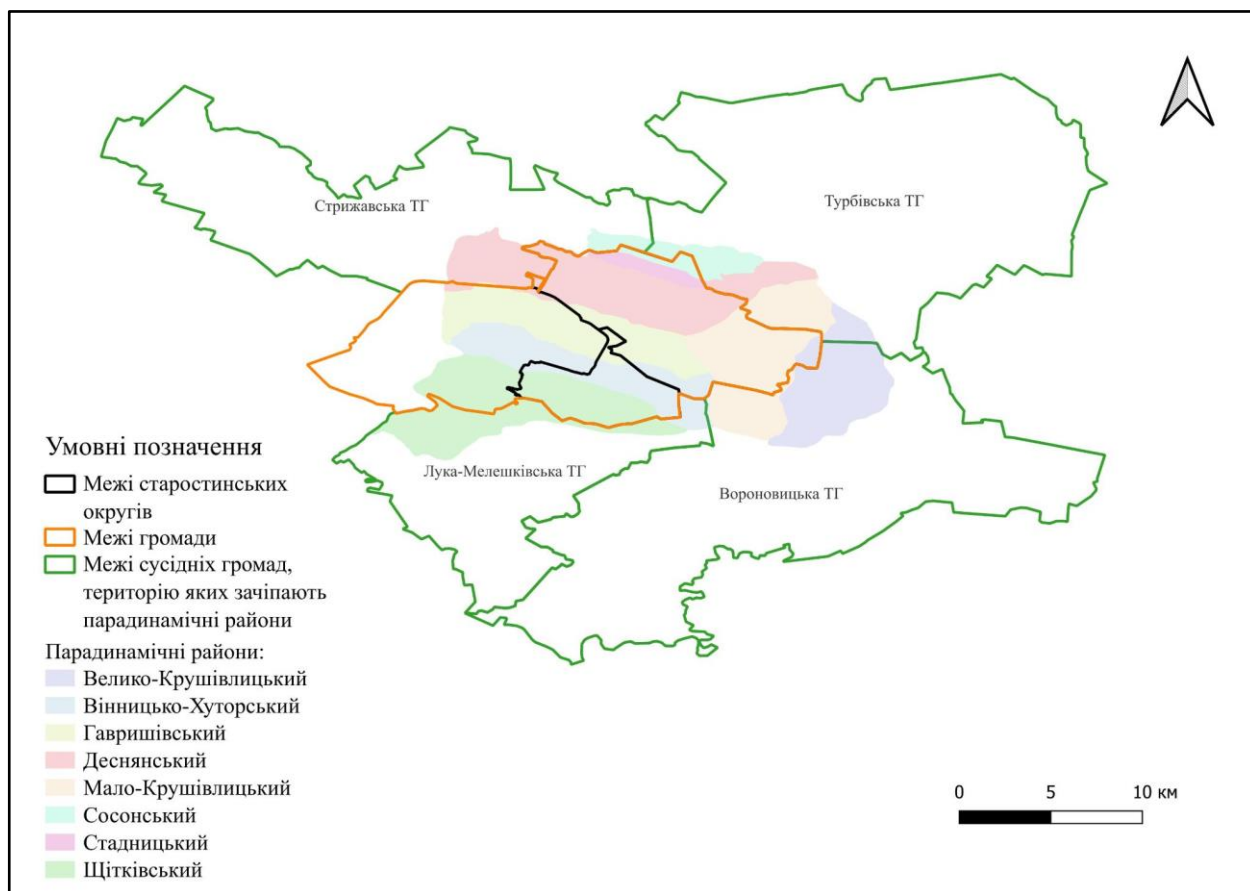 Стрижавська ТГ
Турбівська ТГ
Лука-Мелешківська ТГ
Вороновицька ТГ
Умовні позначення
Межі старостинських
округів
Межі громади
Межі сусідніх громад,
територію яких зачіпають
парадинамічні райони
Парадинамічні райони:
Велико-Крушівлицький
Вінницько-Хуторський
Гавришівський
Деснянський
Мало-Крушівлицький
Сосонський
Стадницький
Щітківський
0 5 10 км